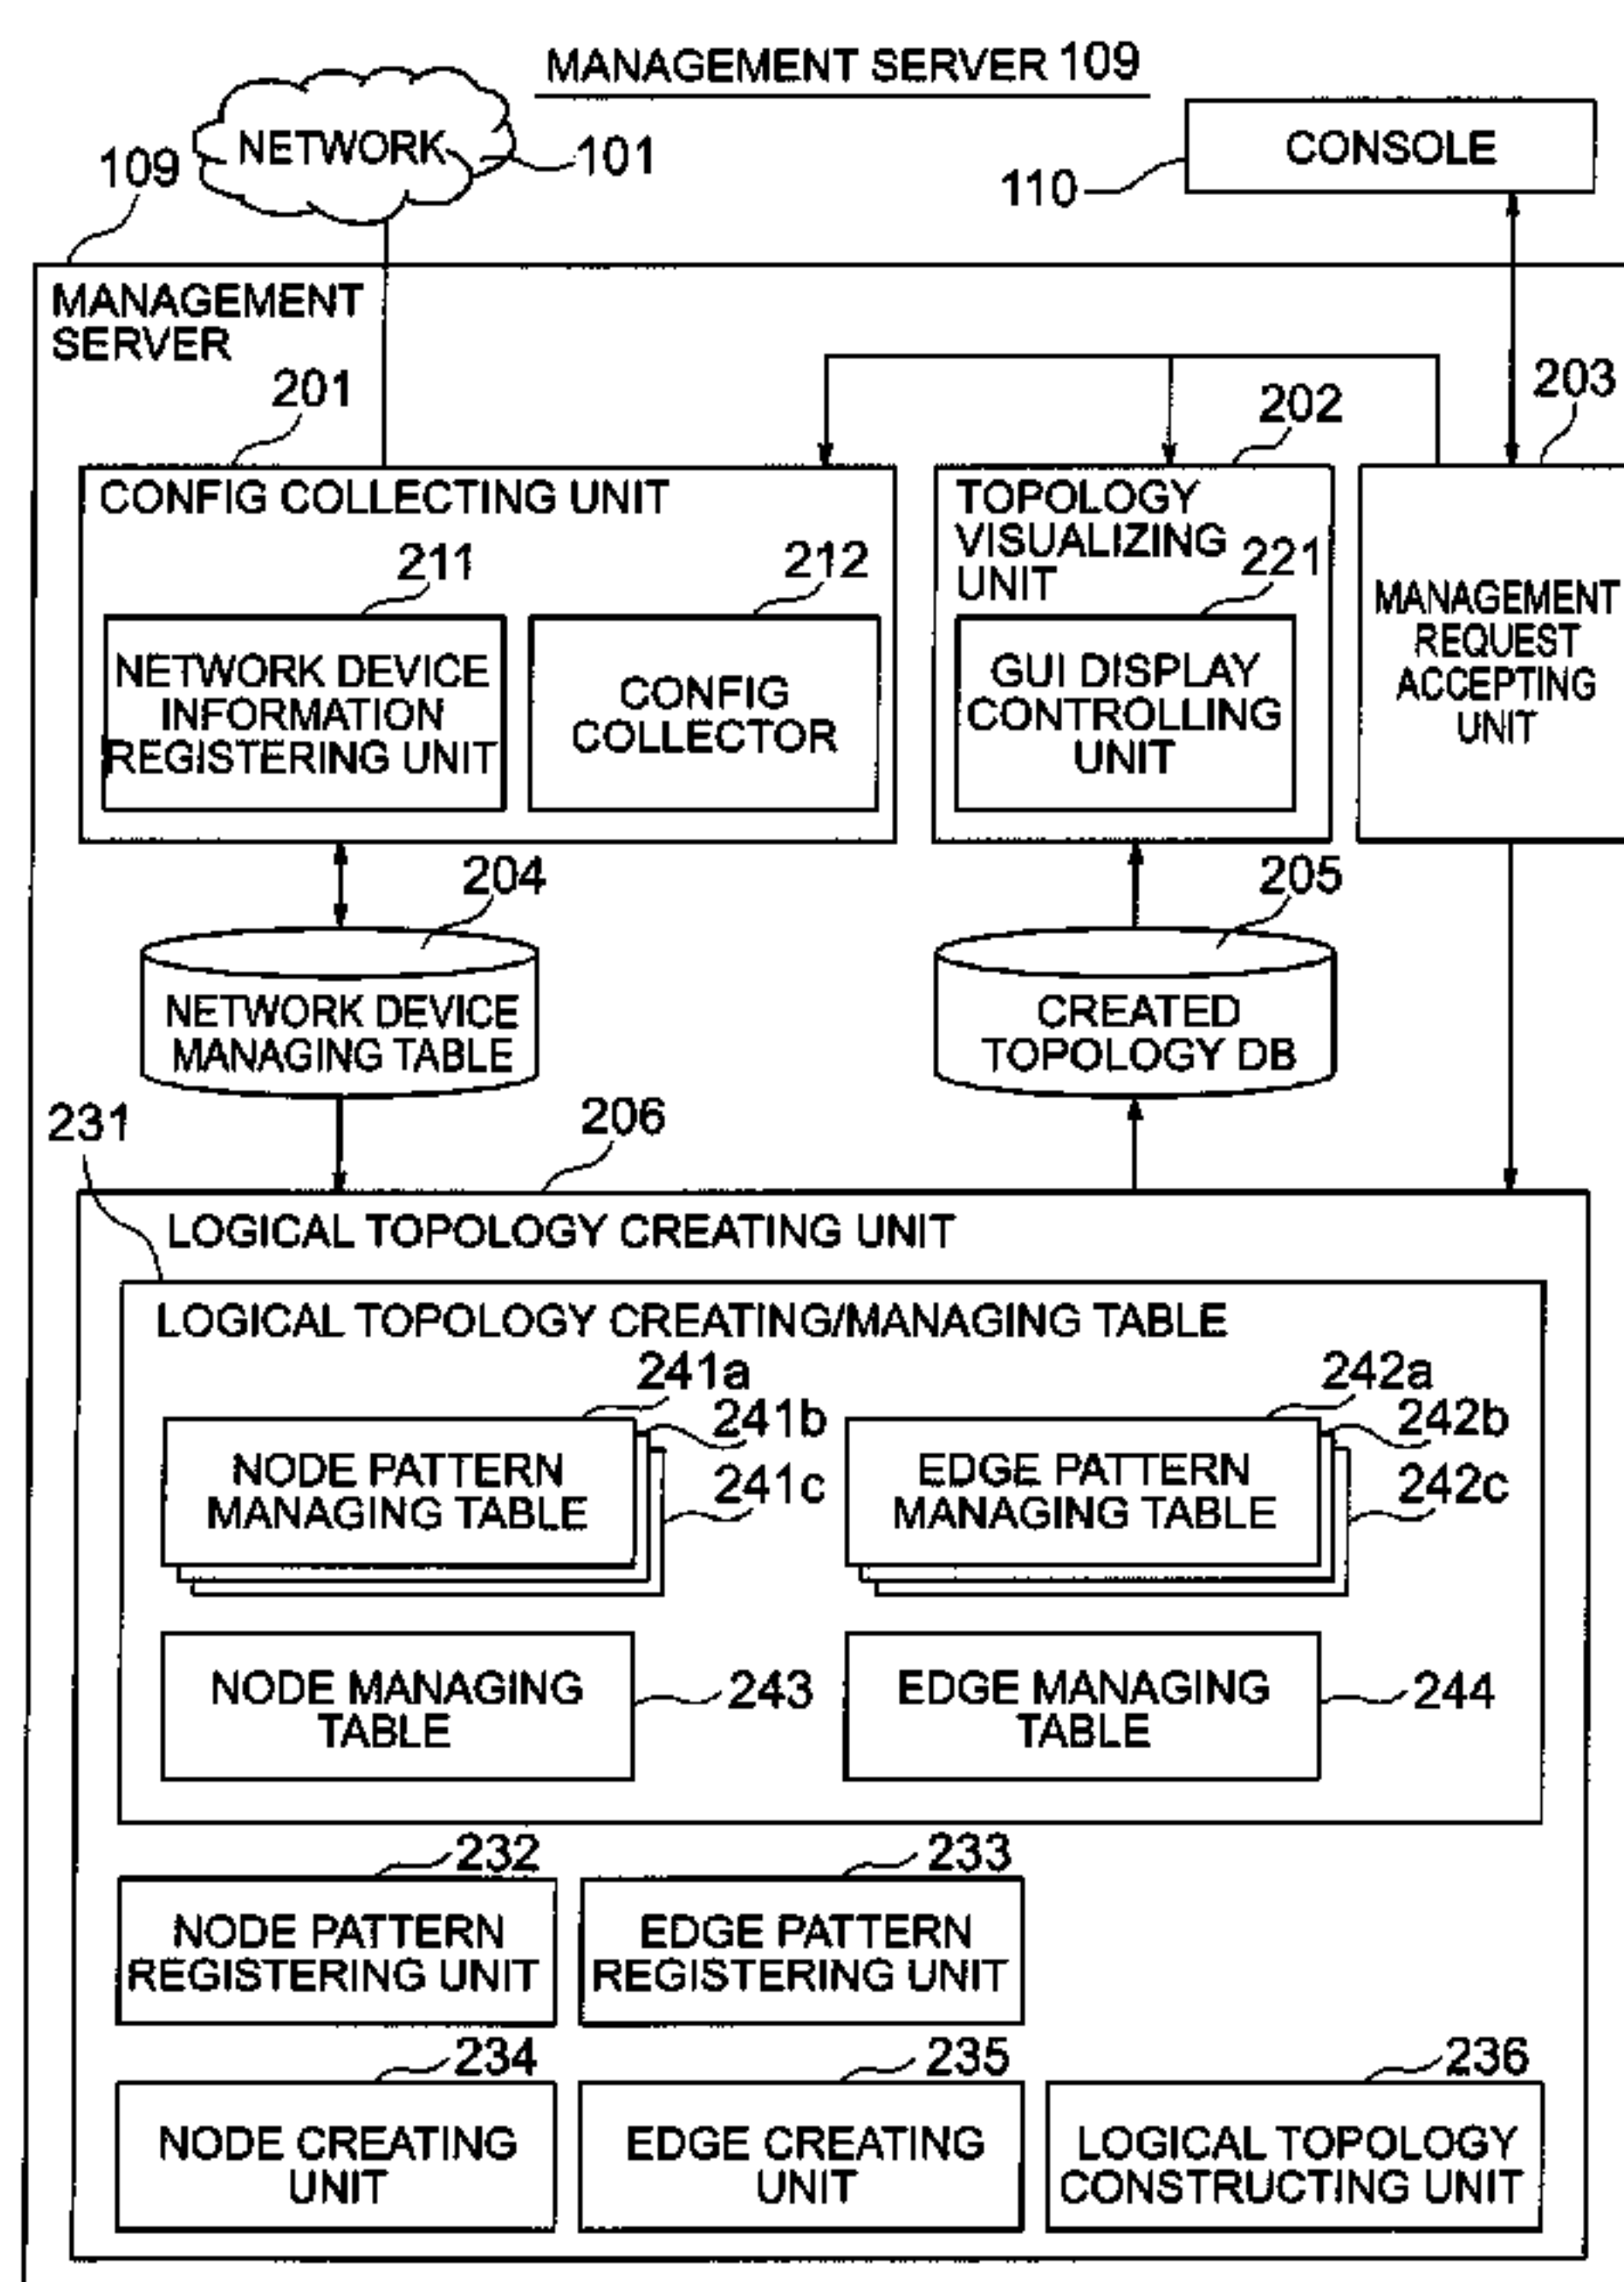 MANAGEMENT SERVER 109
NETWORK
101
CONSOLE
110
109
MANAGEMENT
SERVER
201
202
203
CONFIG COLLECTING UNIT
211
212
NETWORK DEVICE
INFORMATION
REGISTERING UNIT
CONFIG
COLLECTOR
TOPOLOGY
VISUALIZING
UNIT
221
GUI DISPLAY
CONTROLLING
UNIT
MANAGEMENT
REQUEST
ACCEPTING
UNIT
204
205
NETWORK DEVICE
MANAGING TABLE
CREATED
TOPOLOGY DB
231
206
LOGICAL TOPOLOGY CREATING UNIT
LOGICAL TOPOLOGY CREATING/MANAGING TABLE
241a
241b
241c
NODE PATTERN
MANAGING TABLE
242a
242b
242c
EDGE PATTERN
MANAGING TABLE
NODE MANAGING
TABLE
243
EDGE MANAGING
TABLE
244
232
233
NODE PATTERN
REGISTERING UNIT
EDGE PATTERN
REGISTERING UNIT
234
235
236
NODE CREATING
UNIT
EDGE CREATING
UNIT
LOGICAL TOPOLOGY
CONSTRUCTING UNIT